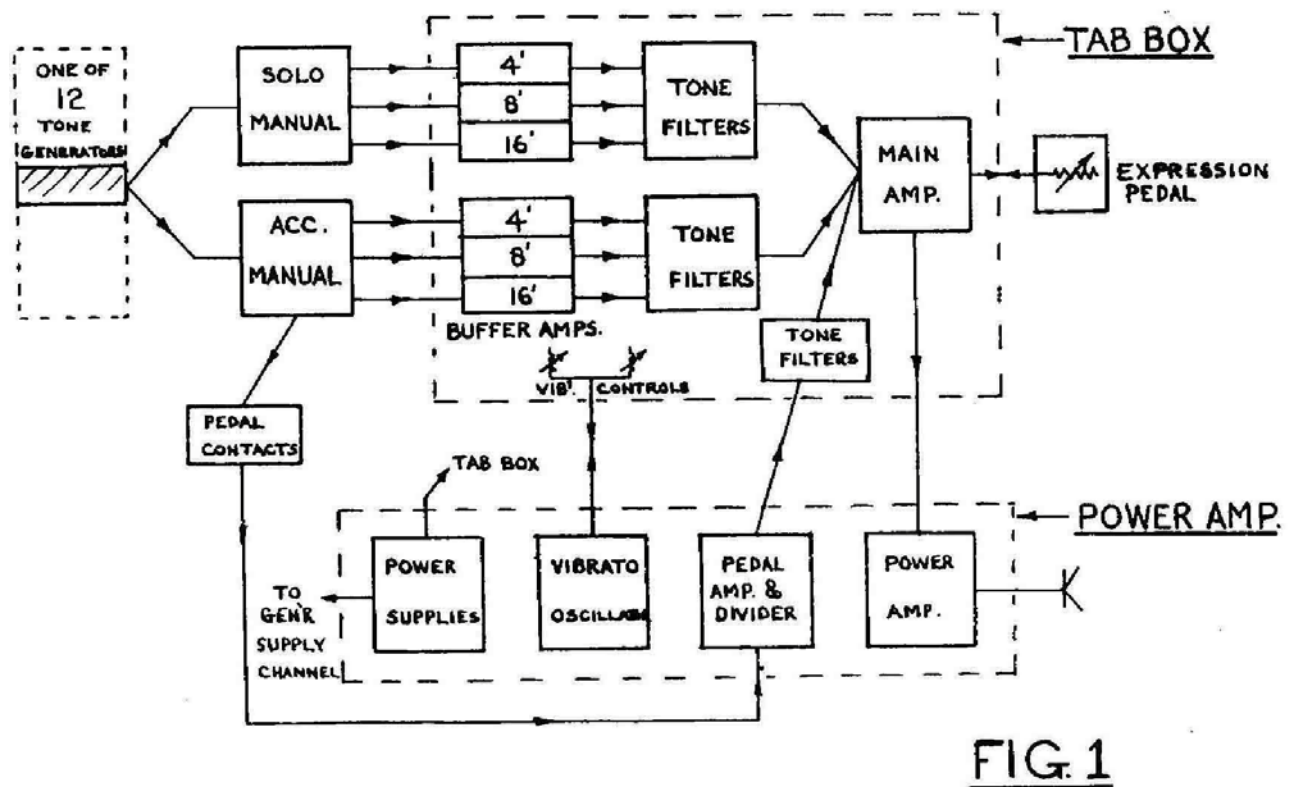 ONE OF
12
TONE
GENERATORS
SOLO
MANUAL
4'
8'
16'
TONE
FILTERS
TAB BOX
MAIN
AMP.
EXPRESSION
PEDAL
ACC.
MANUAL
4'
8'
16'
TONE
FILTERS
BUFFER AMPS.
TONE
FILTERS
VIB'. CONTROLS
PEDAL
CONTACTS
TAB BOX
POWER AMP.
TO
GEN'R
SUPPLY
CHANNEL
POWER
SUPPLIES
VIBRATO
OSCILLATOR
PEDAL
AMP. &
DIVIDER
POWER
AMP.
FIG. 1